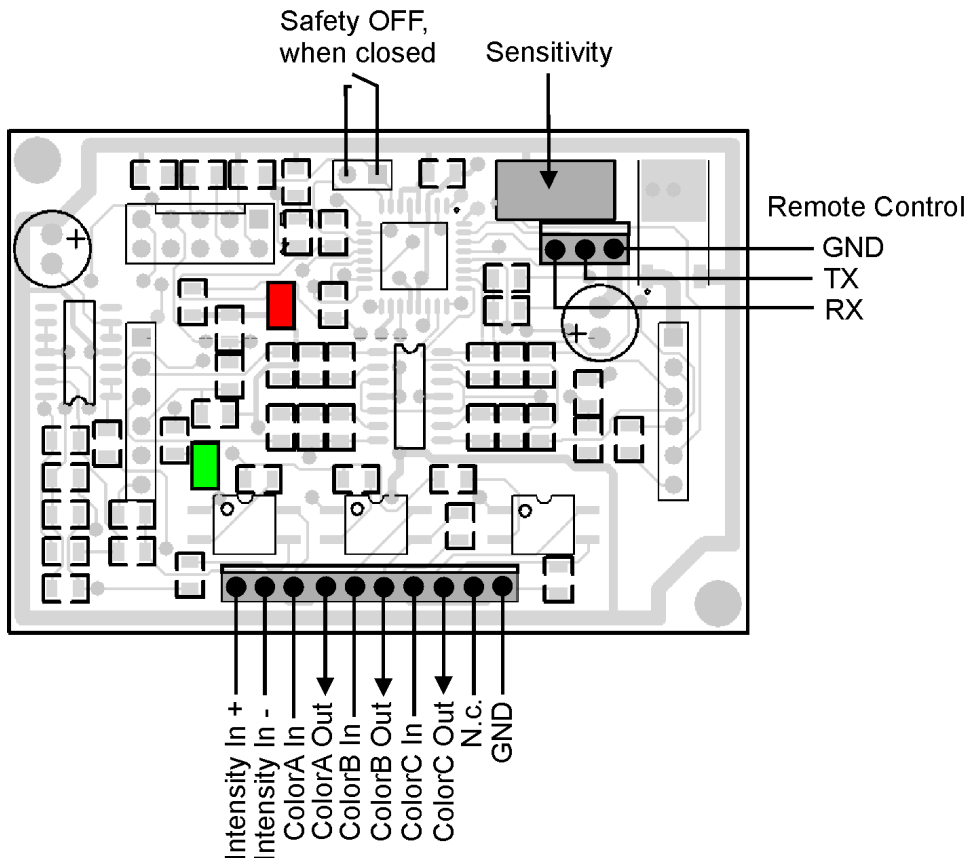 Safety OFF,
when closed
Sensitivity
Remote Control
GND
TX
RX
+
+
Intensity In +
Intensity In -
ColorA In
ColorA Out
ColorB In
ColorB Out
ColorC In
ColorC Out
N.c.
GND